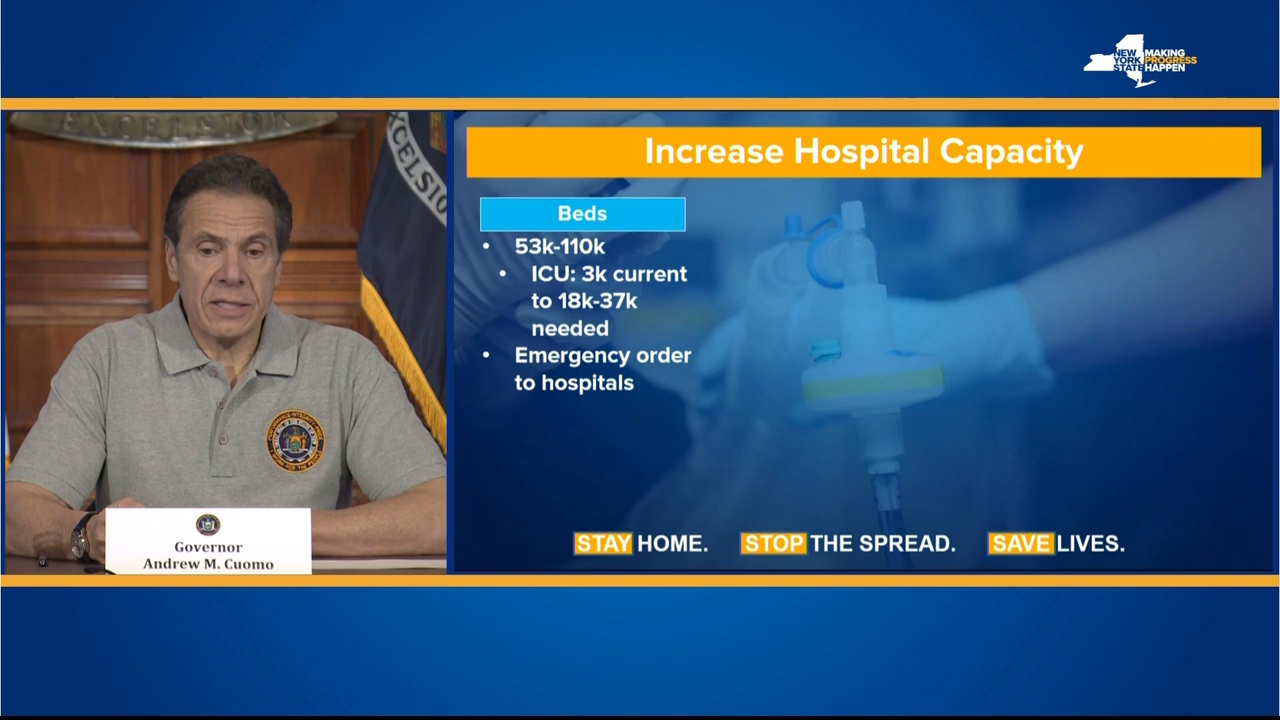 NEW
YORK
STATE
MAKING
PROGRESS
HAPPEN
EXCELSIOR
EXCELSIO
Increase Hospital Capacity
Beds
• 53k-110k
• ICU: 3k current
to 18k-37k
needed
• Emergency order
to hospitals
STAY HOME. STOP THE SPREAD. SAVE LIVES.
Governor
Andrew M. Cuomo